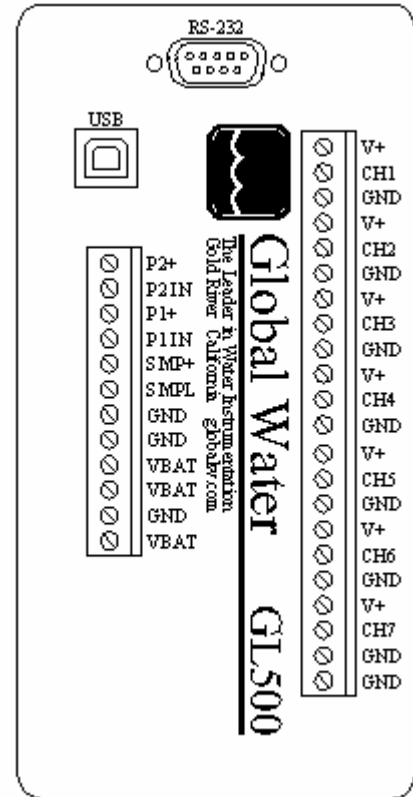 RS-232
USB
P2+
P2IN
P1+
P1IN
SMP+
SMPL
GND
GND
VBAT
VBAT
GND
VBAT
The Leader in Water Instrumentation
Gold River California globalw.com
Global Water GL500
V+
CH1
GND
V+
CH2
GND
V+
CH3
GND
V+
CH4
GND
V+
CH5
GND
V+
CH6
GND
V+
CH7
GND
GND